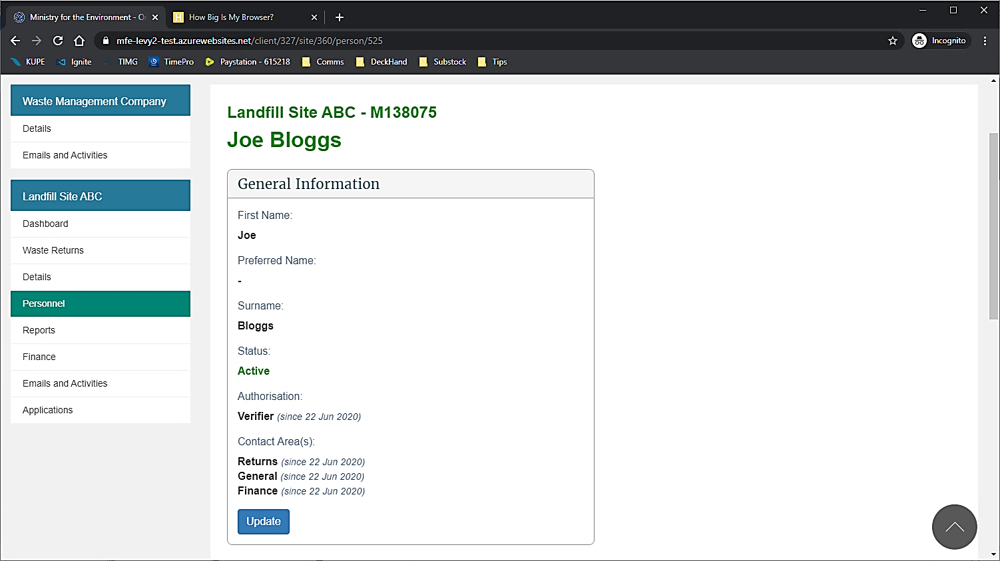 Ministry for the Environment - O
How Big Is My Browser?
mfe-levy2-test.azurewebsites.net/client/327/site/360/person/525
Incognito
KUPE
Ignite
TIMG
TimePro
Paystation - 615218
Comms
DeckHand
Substock
Tips
Waste Management Company
Details
Emails and Activities
Landfill Site ABC
Dashboard
Waste Returns
Details
Personnel
Reports
Finance
Emails and Activities
Applications
Landfill Site ABC - M138075
Joe Bloggs
General Information
First Name:
Joe
Preferred Name:
-
Surname:
Bloggs
Status:
Active
Authorisation:
Verifier (since 22 Jun 2020)
Contact Area(s):
Returns (since 22 Jun 2020)
General (since 22 Jun 2020)
Finance (since 22 Jun 2020)
Update